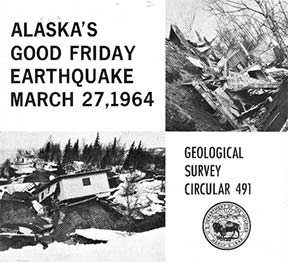 ALASKA'S
GOOD FRIDAY
EARTHQUAKE
MARCH 27, 1964
GEOLOGICAL
SURVEY
CIRCULAR 491